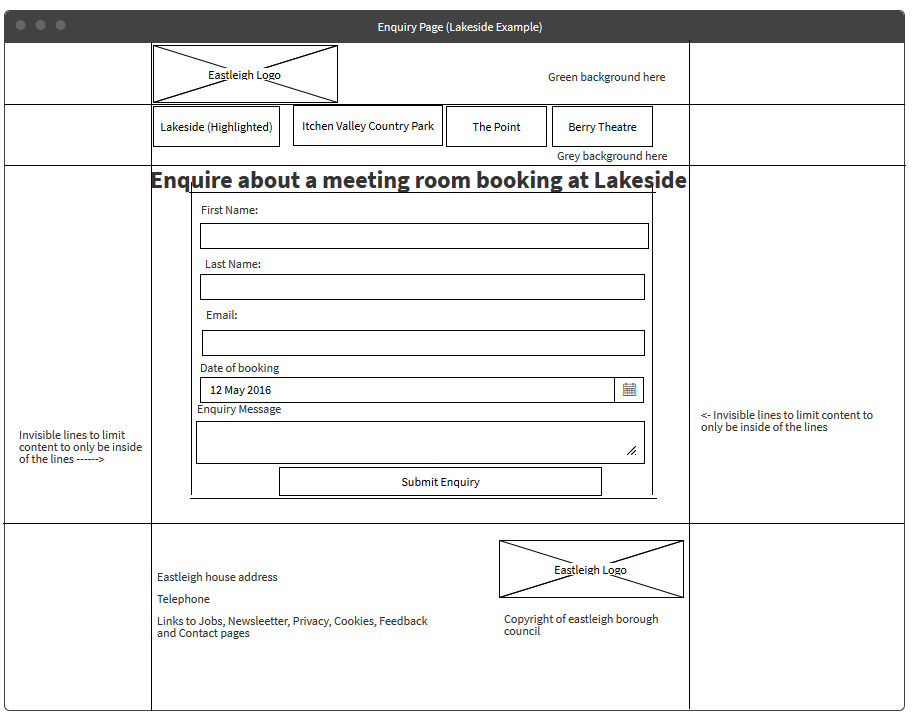 Enquiry Page (Lakeside Example)
Eastleigh Logo
Green background here
Lakeside (Highlighted)
Itchen Valley Country Park
The Point
Berry Theatre
Grey background here
Enquire about a meeting room booking at Lakeside
First Name:
Last Name:
Email:
Date of booking
12 May 2016
Enquiry Message
Submit Enquiry
Invisible lines to limit
content to only be inside
of the lines ------>
<- Invisible lines to limit content to
only be inside of the lines
Eastleigh house address
Telephone
Links to Jobs, Newsleetter, Privacy, Cookies, Feedback
and Contact pages
Eastleigh Logo
Copyright of eastleigh borough
council